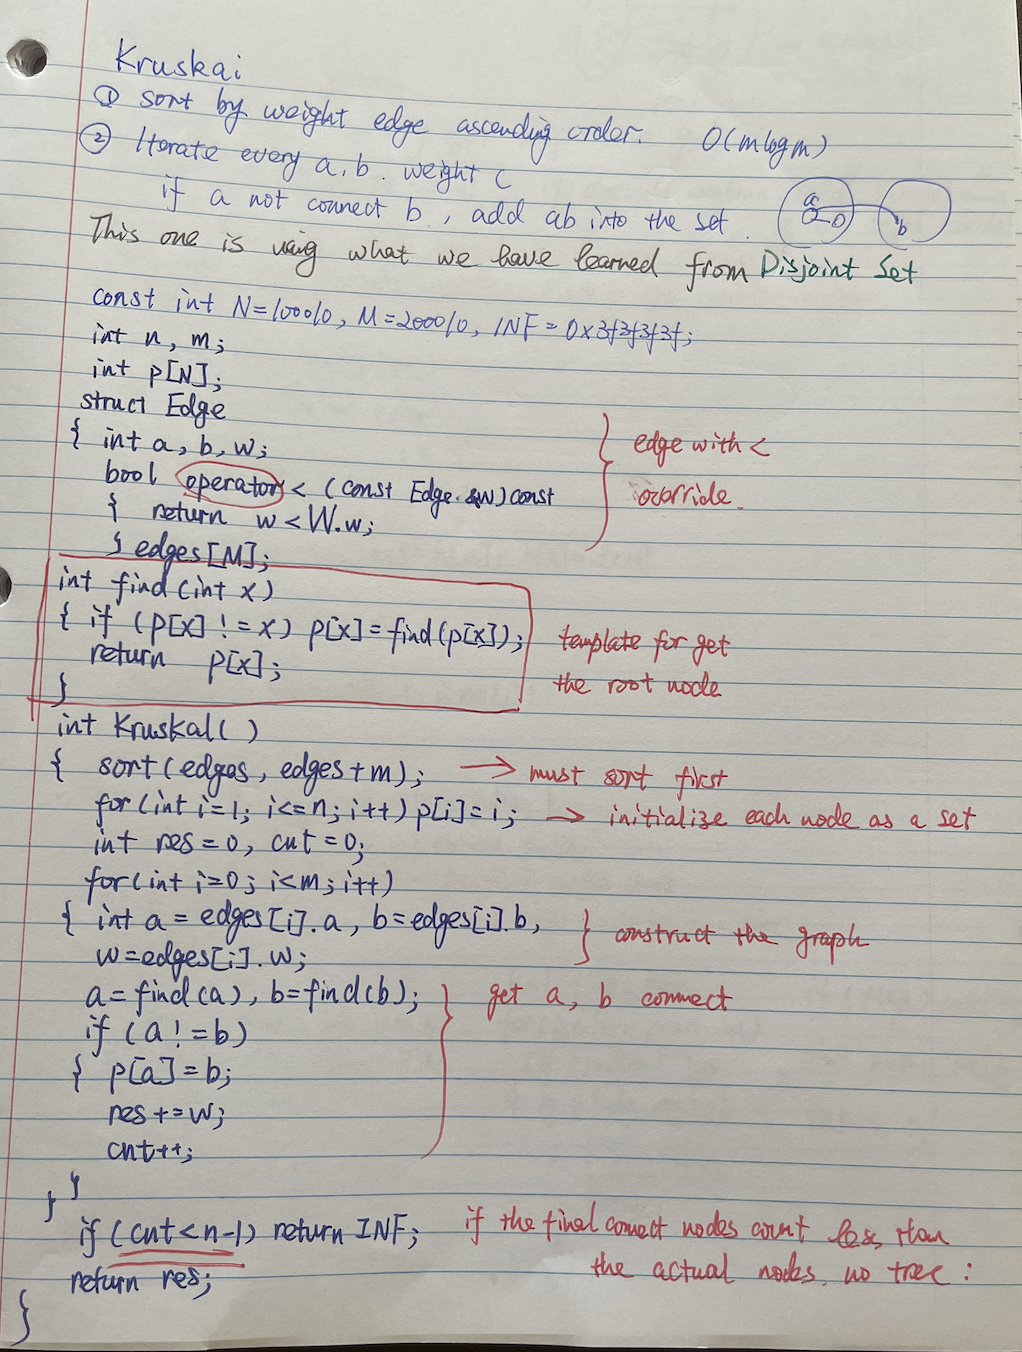 Kruskai
① sort by weight edge ascending order. O(mlogm)
② Iterate every a, b. weight c
if a not connect b, add ab into the set.
a
b
This one is using what we have learned from Disjoint Set
const int N=100010, M=200010, INF=0x3f3f3f3f;
int n, m;
int p[N];
struct Edge
{ int a, b, w; edge with <
bool operator < (const Edge &W) const override.
{ return w < W.w;
} edges[M];
int find(int x)
{ if (p[x] != x) p[x]=find(p[x]); template for get
return p[x]; the root node
}
int Kruskal( )
{ sort(edges, edges+m); → must sort first
for(int i=1; i<=n; i++) p[i]=i; → initialize each node as a set
int res=0, cnt=0;
for(int i=0; i<m; i++)
{ int a = edges[i].a, b=edges[i].b, construct the graph
w=edges[i].w;
a=find(a), b=find(b); get a, b connect
if (a!=b)
{ p[a]=b;
res+=w;
cnt++;
}
}
if (cnt<n-1) return INF; if the final connect nodes count less than
return res; the actual nodes, no tree:
}